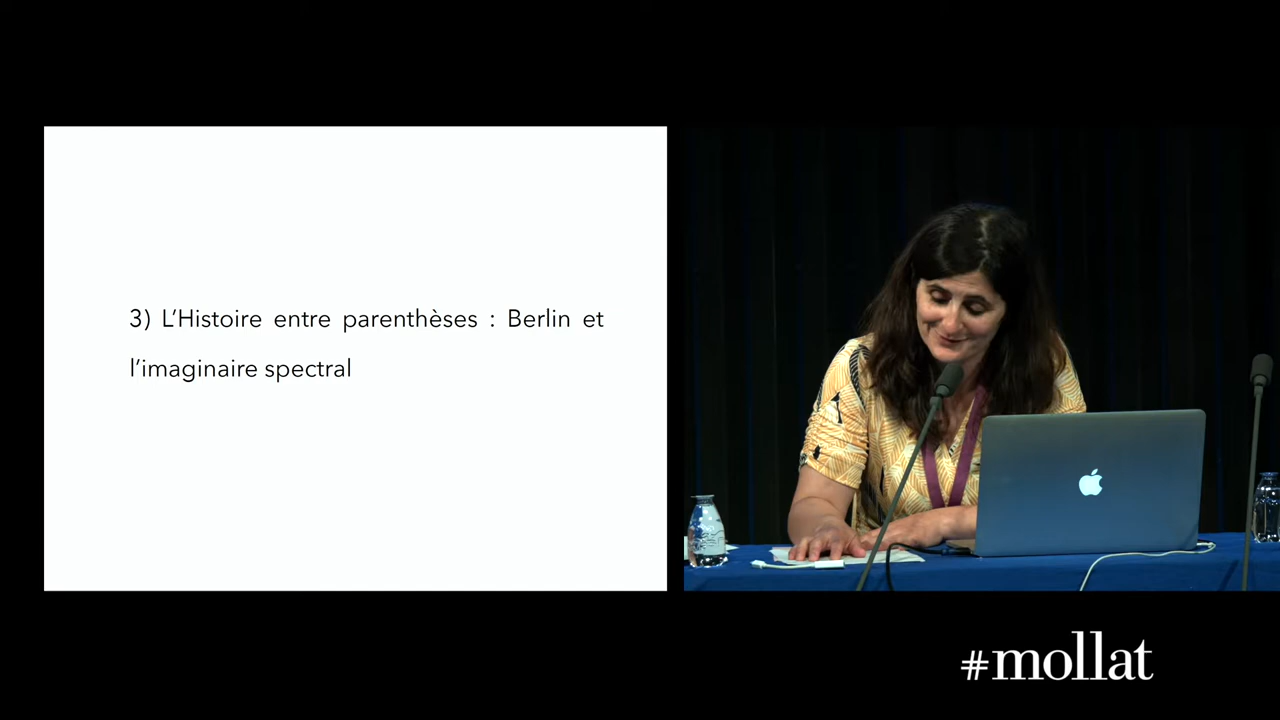 3) L’Histoire entre parenthèses : Berlin et
l’imaginaire spectral
#mollat